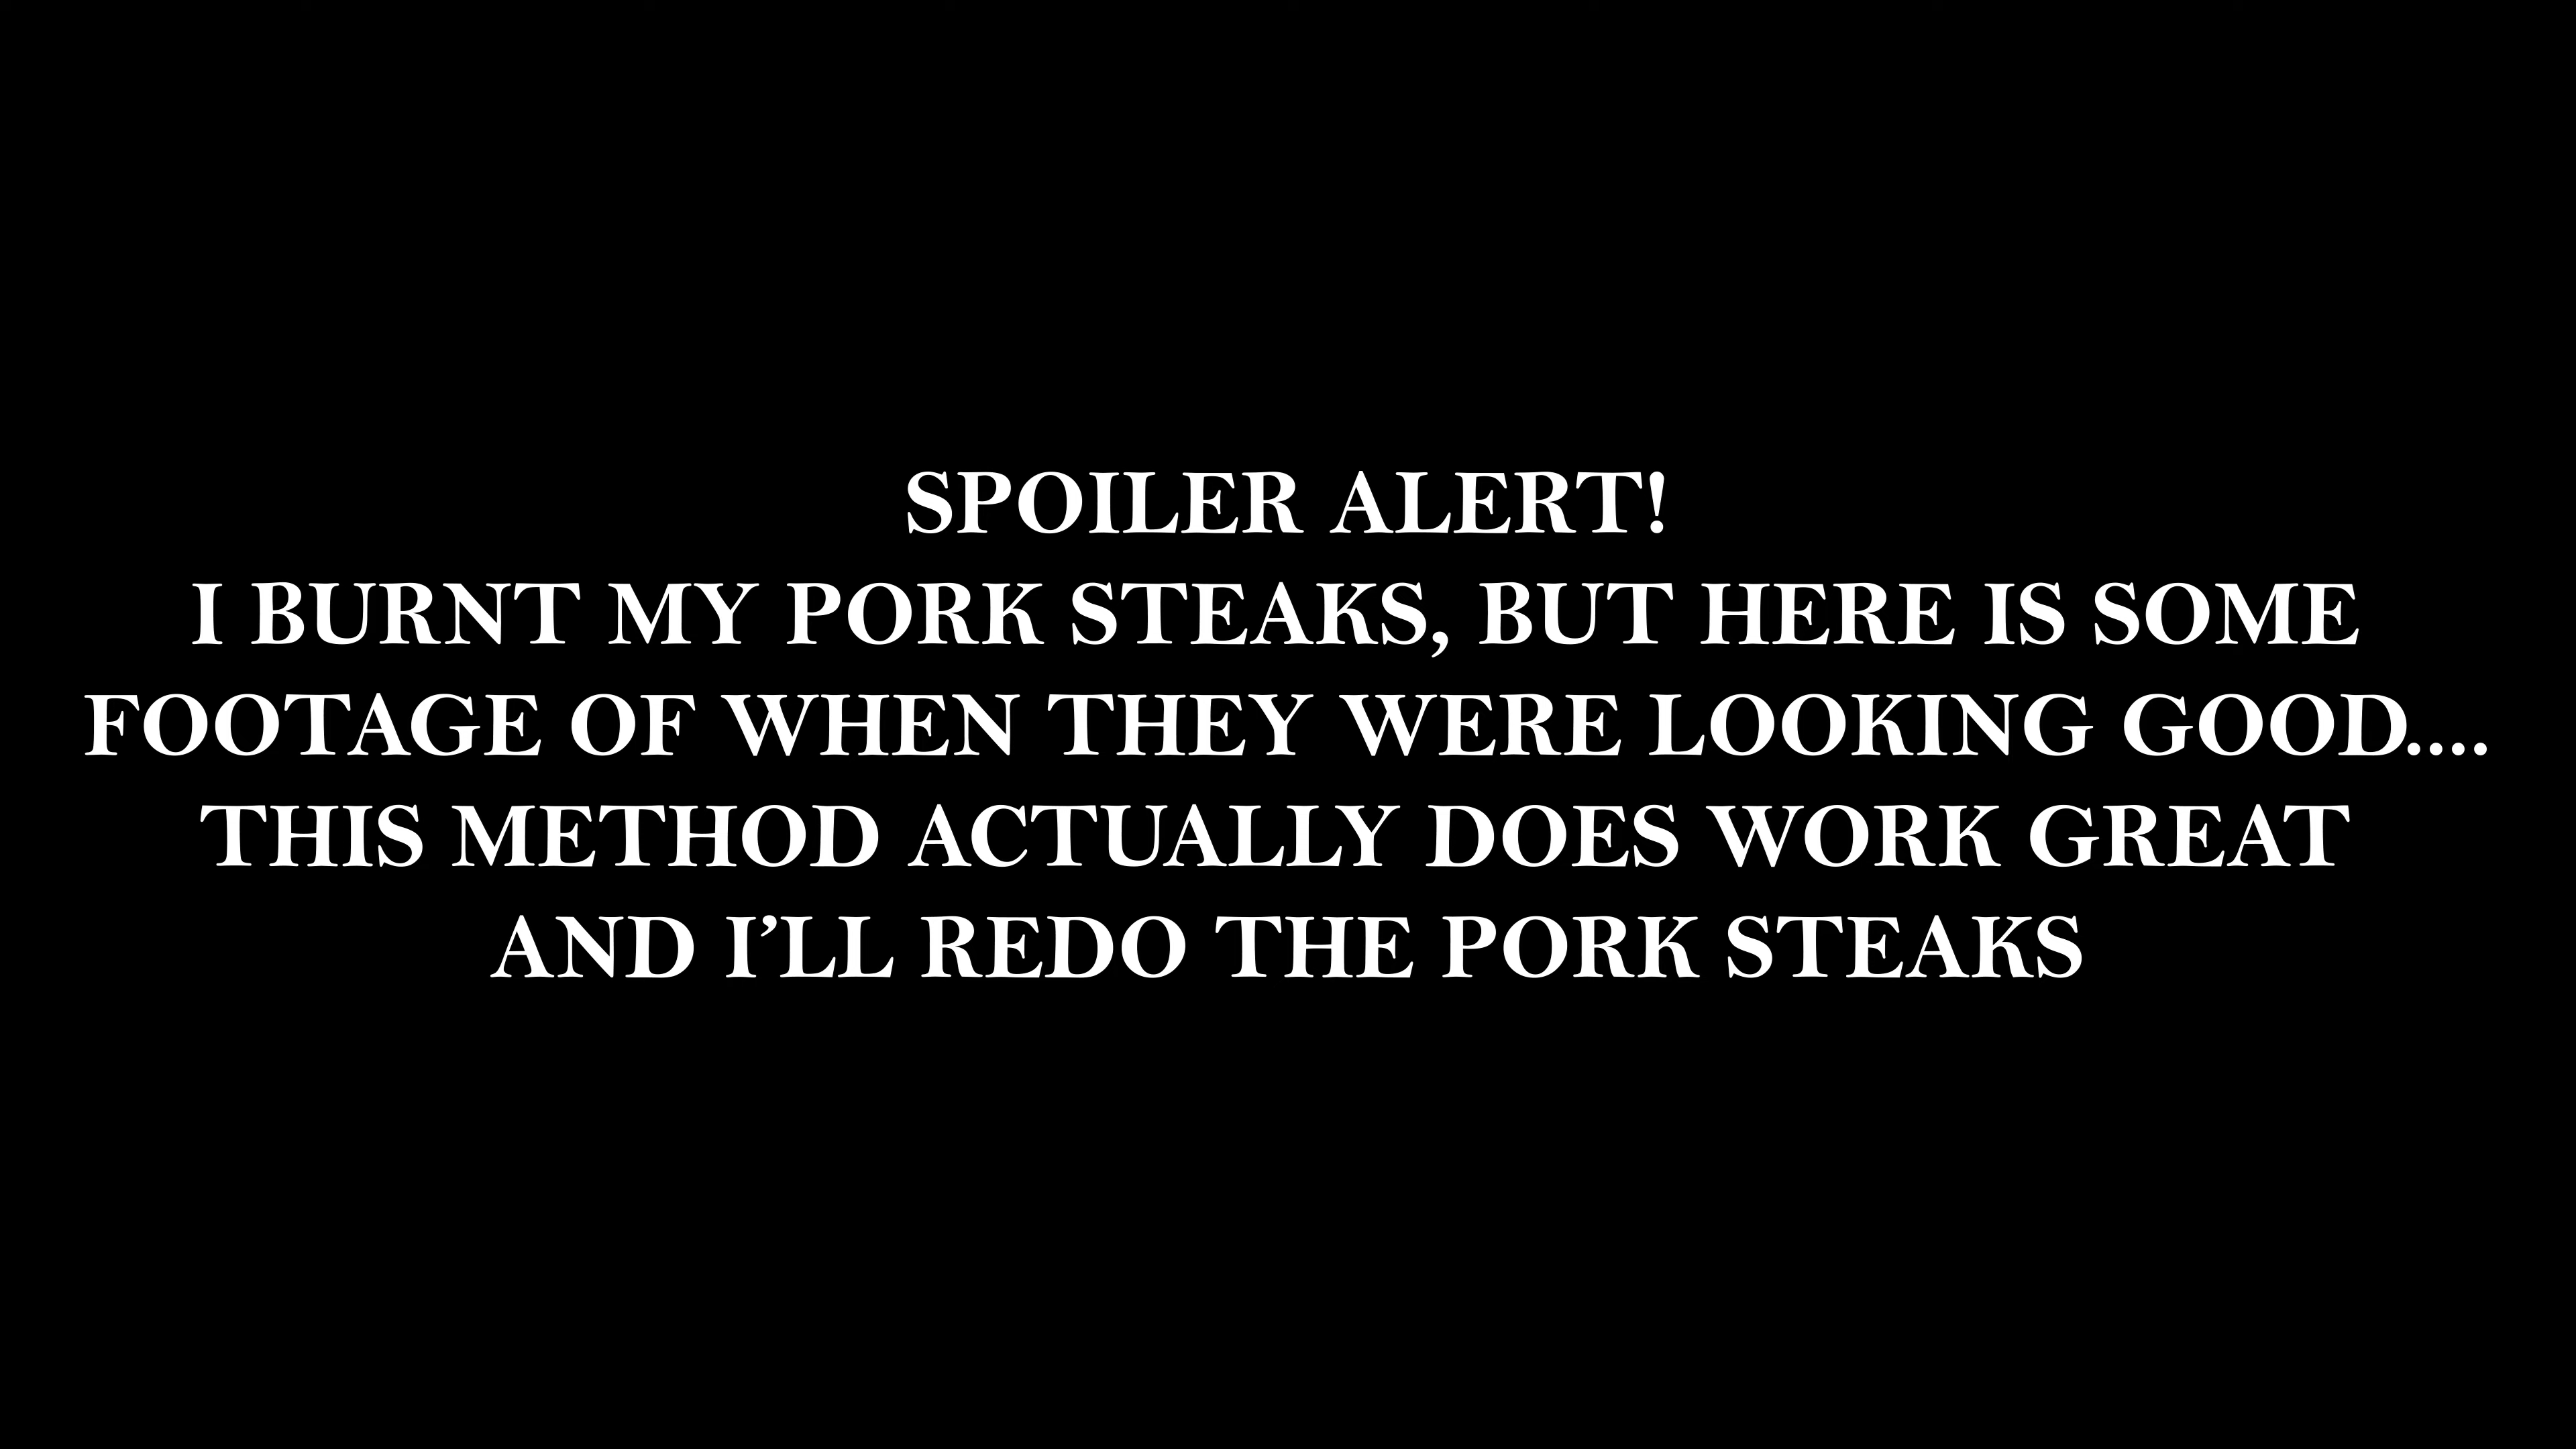 SPOILER ALERT!
I BURNT MY PORK STEAKS, BUT HERE IS SOME
FOOTAGE OF WHEN THEY WERE LOOKING GOOD....
THIS METHOD ACTUALLY DOES WORK GREAT
AND I’LL REDO THE PORK STEAKS